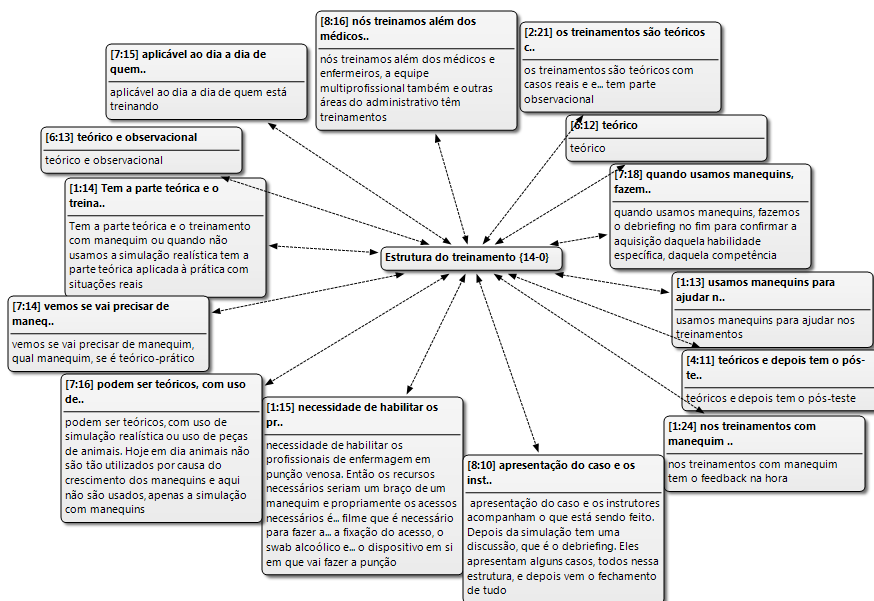 [8:16] nós treinamos além dos
médicos..
nós treinamos além dos médicos e
enfermeiros, a equipe
multiprofissional também e outras
áreas do administrativo têm
treinamentos
[2:21] os treinamentos são teóricos
c..
os treinamentos são teóricos com
casos reais e e... tem parte
observacional
[7:15] aplicável ao dia a dia de
quem..
aplicável ao dia a dia de quem está
treinando
[6:12] teórico
teórico
[6:13] teórico e observacional
teórico e observacional
[7:18] quando usamos manequins,
fazem..
quando usamos manequins, fazemos
o debriefing no fim para confirmar a
aquisição daquela habilidade
específica, daquela competência
[1:14] Tem a parte teórica e o
treina..
Tem a parte teórica e o treinamento
com manequim ou quando não
usamos a simulação realística tem a
parte teórica aplicada à prática com
situações reais
Estrutura do treinamento {14-0}
[1:13] usamos manequins para
ajudar n..
usamos manequins para ajudar nos
treinamentos
[7:14] vemos se vai precisar de
maneq..
vemos se vai precisar de manequim,
qual manequim, se é teórico-prático
[4:11] teóricos e depois tem o pós-
te..
teóricos e depois tem o pós-teste
[7:16] podem ser teóricos, com uso
de..
podem ser teóricos, com uso de
simulação realística ou uso de peças
de animais. Hoje em dia animais não
são tão utilizados por causa do
crescimento dos manequins e aqui
não são usados, apenas a simulação
com manequins
[1:15] necessidade de habilitar os
pr..
necessidade de habilitar os
profissionais de enfermagem em
punção venosa. Então os recursos
necessários seriam um braço de um
manequim e propriamente os acessos
necessários é... filme que é necessário
para fazer a... a fixação do acesso, o
swab alcoólico e... o dispositivo em si
em que vai fazer a punção
[1:24] nos treinamentos com
manequim ..
nos treinamentos com manequim
tem o feedback na hora
[8:10] apresentação do caso e os
inst..
apresentação do caso e os instrutores
acompanham o que está sendo feito.
Depois da simulação tem uma
discussão, que é o debriefing. Eles
apresentam alguns casos, todos nessa
estrutura, e depois vem o fechamento
de tudo